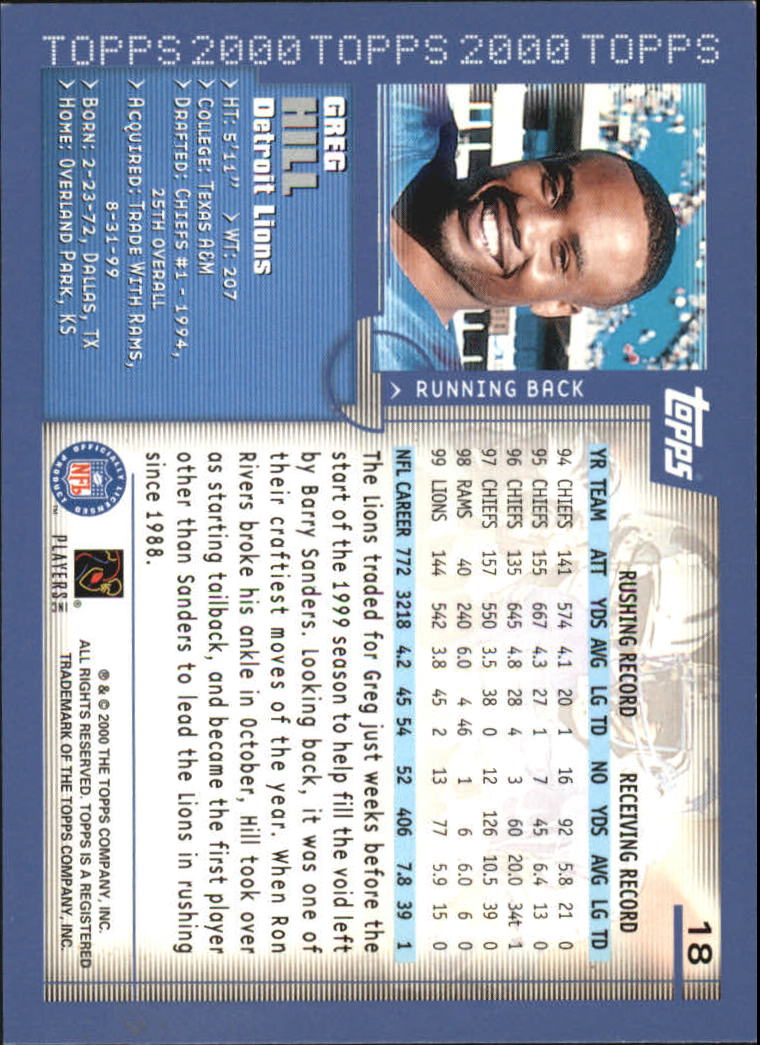 TOPPS 2000 TOPPS 2000 TOPPS
topps
18
> RUNNING BACK
GREG
HILL
Detroit Lions
> HT: 5'11" > WT: 207
> COLLEGE: TEXAS A&M
> DRAFTED: CHIEFS #1 - 1994,
25TH OVERALL
> ACQUIRED: TRADE WITH RAMS,
8-31-99
> BORN: 2-23-72, DALLAS, TX
> HOME: OVERLAND PARK, KS
RUSHING RECORD RECEIVING RECORD
YR TEAM ATT YDS AVG LG TD NO YDS AVG LG TD
94 CHIEFS 141 574 4.1 20 1 16 92 5.8 21 0
95 CHIEFS 155 667 4.3 27 1 7 45 6.4 13 0
96 CHIEFS 135 645 4.8 28 4 3 60 20.0 34t 1
97 CHIEFS 157 550 3.5 38 0 12 126 10.5 39 0
98 RAMS 40 240 6.0 4 46 1 6 6.0 6 0
99 LIONS 144 542 3.8 45 2 13 77 5.9 15 0
NFL CAREER 772 3218 4.2 45 54 52 406 7.8 39 1
The Lions traded for Greg just weeks before the
start of the 1999 season to help fill the void left
by Barry Sanders. Looking back, it was one of
their craftiest moves of the year. When Ron
Rivers broke his ankle in October, Hill took over
as starting tailback, and became the first player
other than Sanders to lead the Lions in rushing
since 1988.
OFFICIALLY LICENSED PRODUCT
NFL
™
PLAYERS INC
®
® & © 2000 THE TOPPS COMPANY, INC.
ALL RIGHTS RESERVED. TOPPS IS A REGISTERED
TRADEMARK OF THE TOPPS COMPANY, INC.